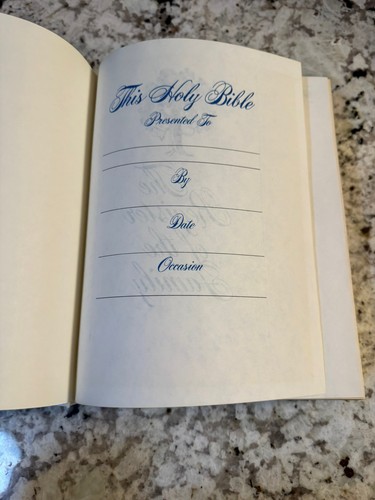 This Holy Bible
Presented To
By
Date
Occasion